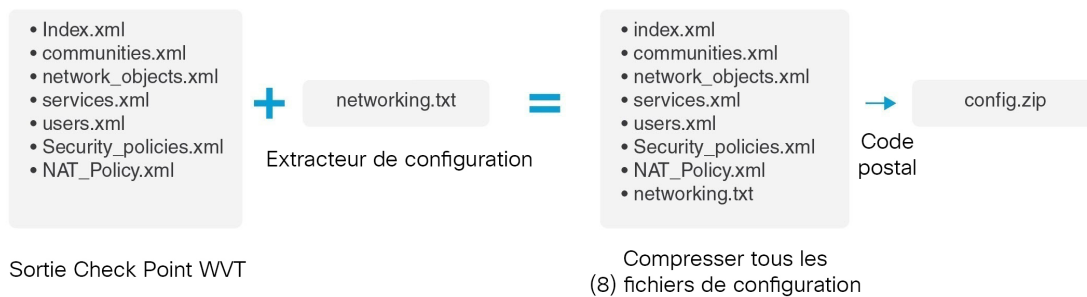 • Index.xml
• communities.xml
• network_objects.xml
• services.xml
• users.xml
• Security_policies.xml
• NAT_Policy.xml
Sortie Check Point WVT
+
networking.txt
Extracteur de configuration
=
• index.xml
• communities.xml
• network_objects.xml
• services.xml
• users.xml
• Security_policies.xml
• NAT_Policy.xml
• networking.txt
Compresser tous les
(8) fichiers de configuration
→
Code
postal
config.zip